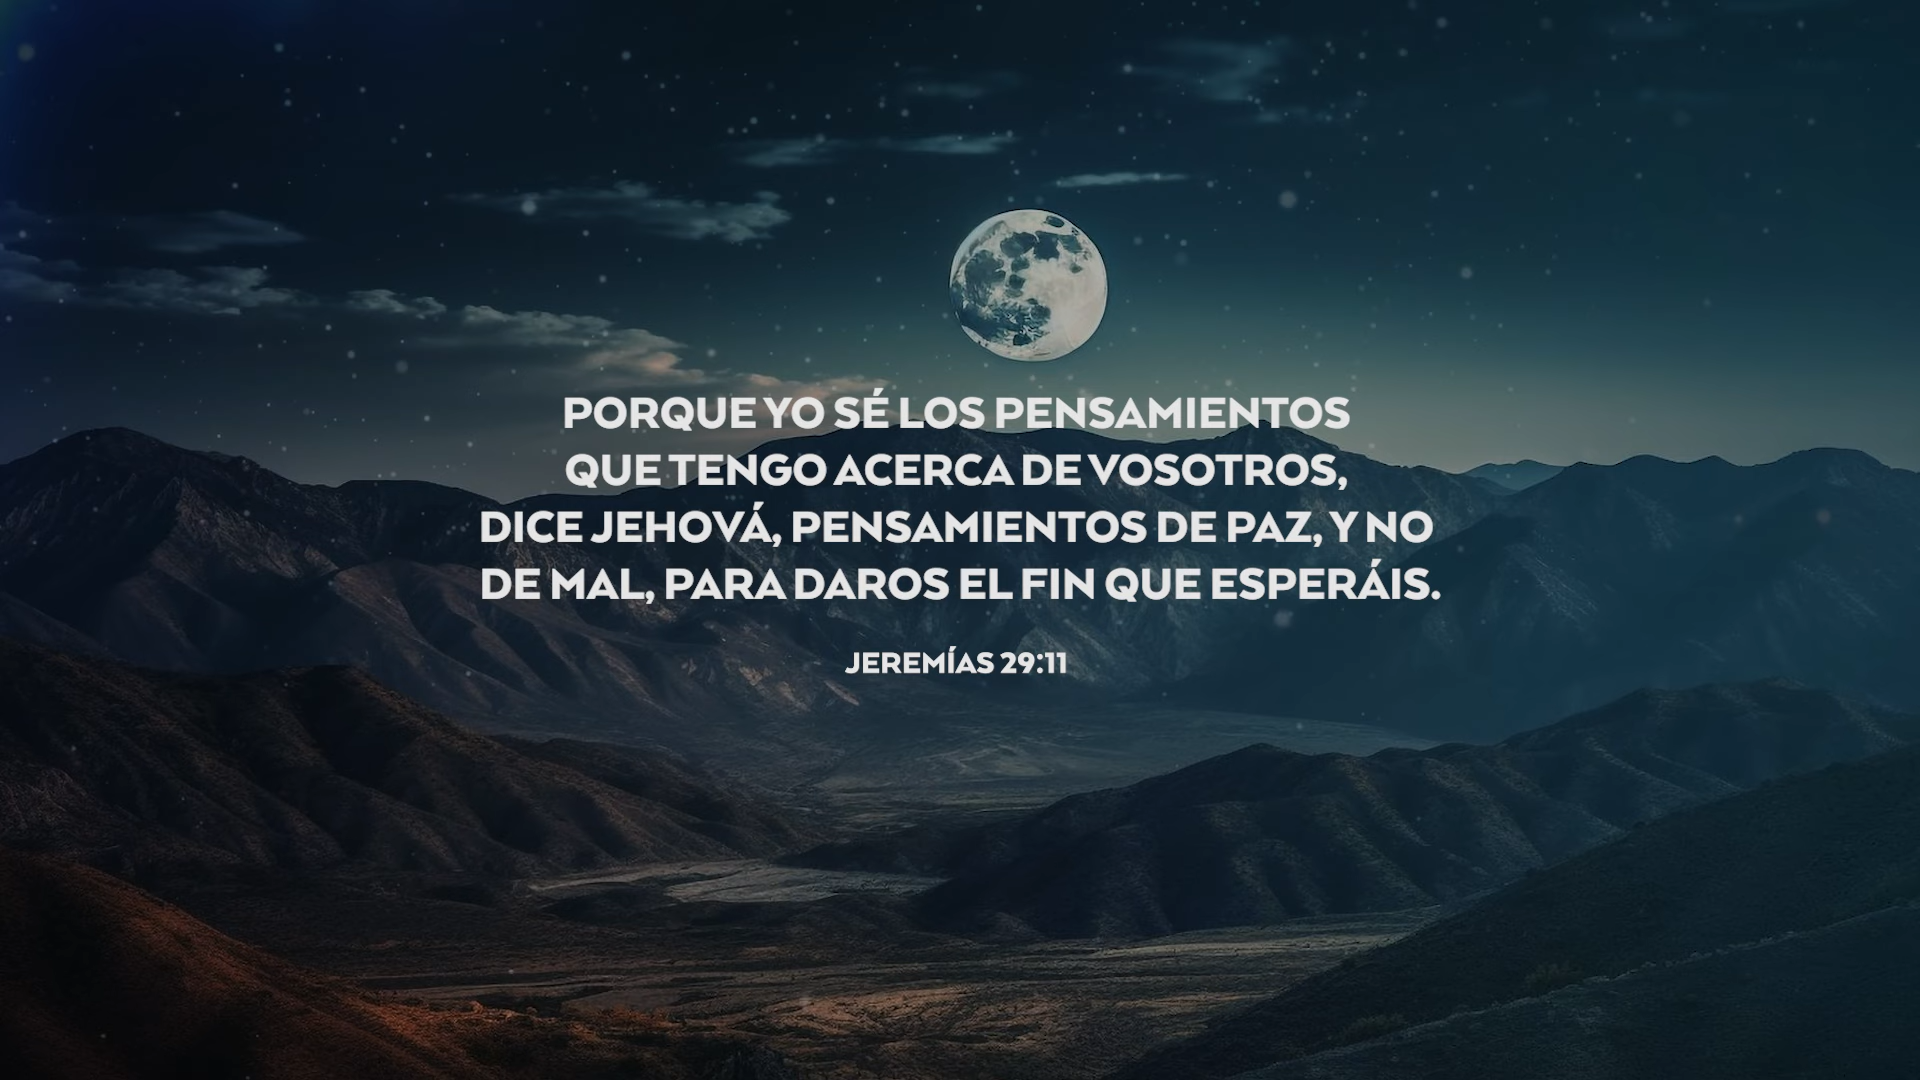 PORQUE YO SÉ LOS PENSAMIENTOS
QUE TENGO ACERCA DE VOSOTROS,
DICE JEHOVÁ, PENSAMIENTOS DE PAZ, Y NO
DE MAL, PARA DAROS EL FIN QUE ESPERÁIS.
JEREMÍAS 29:11